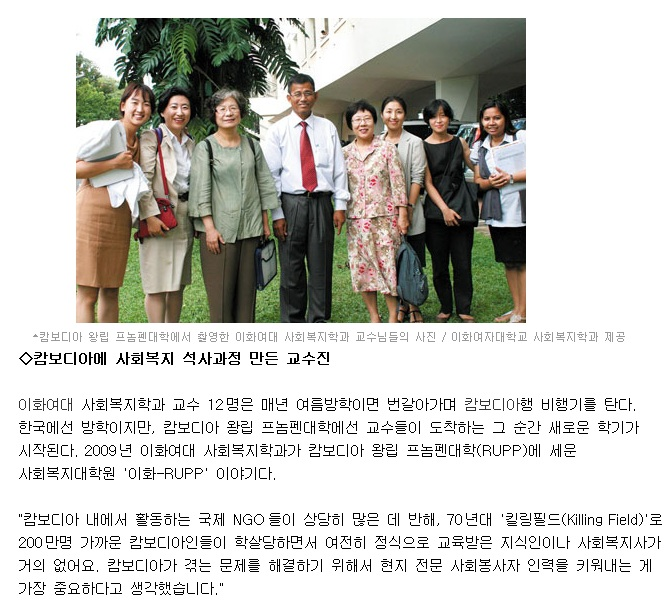 ▲캄보디아 왕립 프놈펜대학에서 촬영한 이화여대 사회복지학과 교수님들의 사진 / 이화여자대학교 사회복지학과 제공
◇캄보디아에 사회복지 석사과정 만든 교수진
이화여대 사회복지학과 교수 12명은 매년 여름방학이면 번갈아가며 캄보디아행 비행기를 탄다.
한국에선 방학이지만, 캄보디아 왕립 프놈펜대학에선 교수들이 도착하는 그 순간 새로운 학기가
시작된다. 2009년 이화여대 사회복지학과가 캄보디아 왕립 프놈펜대학(RUPP)에 세운
사회복지대학원 '이화-RUPP' 이야기다.
"캄보디아 내에서 활동하는 국제 NGO들이 상당히 많은 데 반해, 70년대 '킬링필드(Killing Field)'로
200만명 가까운 캄보디아인들이 학살당하면서 여전히 정식으로 교육받은 지식인이나 사회복지사가
거의 없어요. 캄보디아가 겪는 문제를 해결하기 위해서 현지 전문 사회봉사자 인력을 키워내는 게
가장 중요하다고 생각했습니다."